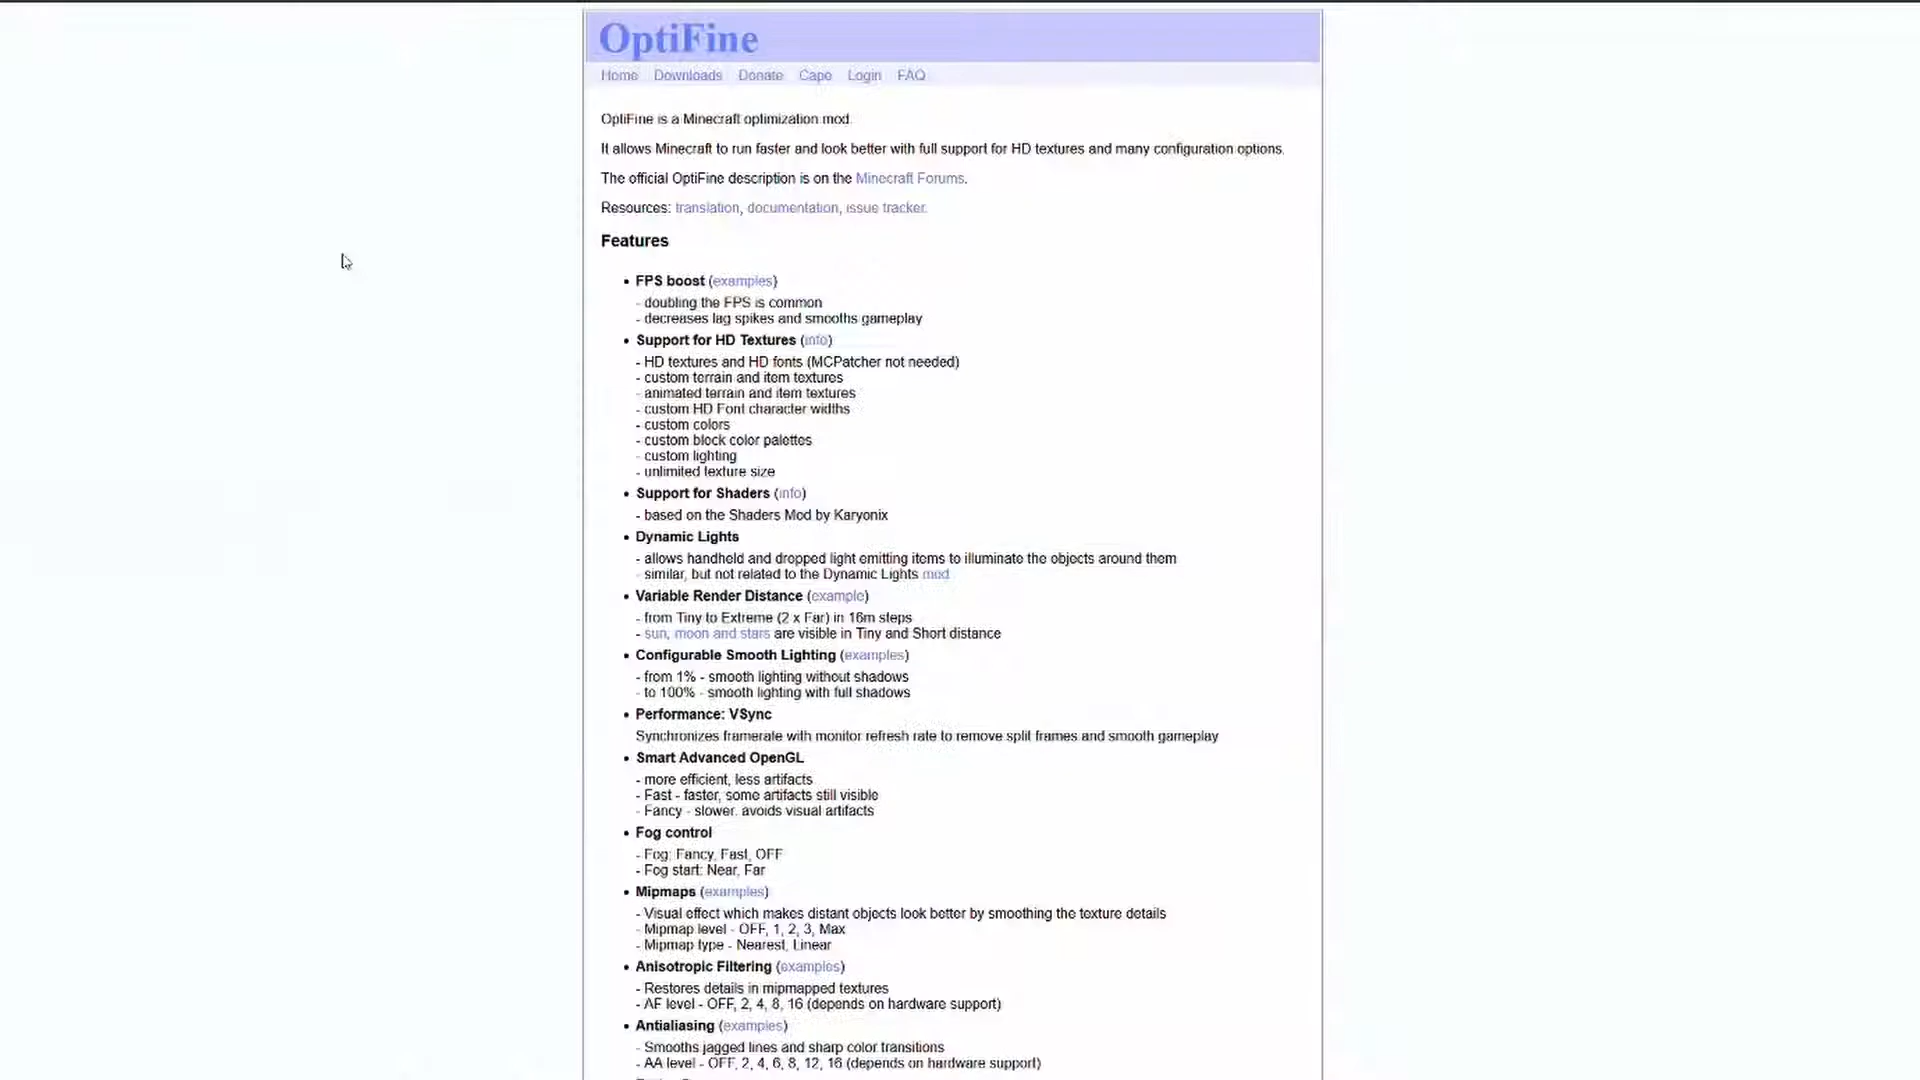 OptiFine
Home Downloads Donate Cape Login FAQ
OptiFine is a Minecraft optimization mod.
It allows Minecraft to run faster and look better with full support for HD textures and many configuration options.
The official OptiFine description is on the Minecraft Forums.
Resources: translation, documentation, issue tracker.
Features
• FPS boost (examples)
- doubling the FPS is common
- decreases lag spikes and smooths gameplay
• Support for HD Textures (info)
- HD textures and HD fonts (MCPatcher not needed)
- custom terrain and item textures
- animated terrain and item textures
- custom HD Font character widths
- custom colors
- custom block color palettes
- custom lighting
- unlimited texture size
• Support for Shaders (info)
- based on the Shaders Mod by Karyonix
• Dynamic Lights
- allows handheld and dropped light emitting items to illuminate the objects around them
- similar, but not related to the Dynamic Lights mod
• Variable Render Distance (example)
- from Tiny to Extreme (2 x Far) in 16m steps
- sun, moon and stars are visible in Tiny and Short distance
• Configurable Smooth Lighting (examples)
- from 1% - smooth lighting without shadows
- to 100% - smooth lighting with full shadows
• Performance: VSync
Synchronizes framerate with monitor refresh rate to remove split frames and smooth gameplay
• Smart Advanced OpenGL
- more efficient, less artifacts
- Fast - faster, some artifacts still visible
- Fancy - slower, avoids visual artifacts
• Fog control
- Fog: Fancy, Fast, OFF
- Fog start: Near, Far
• Mipmaps (examples)
- Visual effect which makes distant objects look better by smoothing the texture details
- Mipmap level - OFF, 1, 2, 3, Max
- Mipmap type - Nearest, Linear
• Anisotropic Filtering (examples)
- Restores details in mipmapped textures
- AF level - OFF, 2, 4, 8, 16 (depends on hardware support)
• Antialiasing (examples)
- Smooths jagged lines and sharp color transitions
- AA level - OFF, 2, 4, 6, 8, 12, 16 (depends on hardware support)